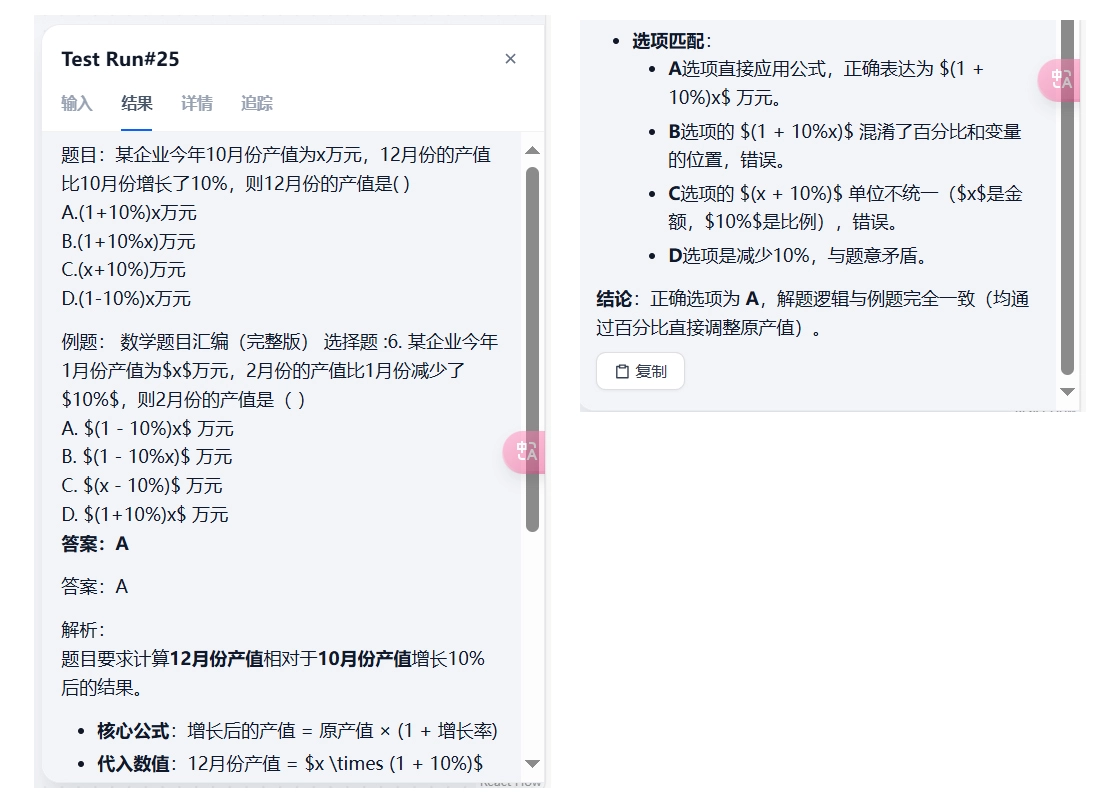 Test Run#25
×
输入 结果 详情 追踪
题目：某企业今年10月份产值为x万元，12月份的产值
比10月份增长了10%，则12月份的产值是( )
A.(1+10%)x万元
B.(1+10%x)万元
C.(x+10%)万元
D.(1-10%)x万元
例题： 数学题目汇编（完整版） 选择题 :6. 某企业今年
1月份产值为$x$万元，2月份的产值比1月份减少了
$10%$，则2月份的产值是（ ）
A. $(1 - 10%)x$ 万元
B. $(1 - 10%x)$ 万元
C. $(x - 10%)$ 万元
D. $(1+10%)x$ 万元
答案：A
答案：A
解析：
题目要求计算12月份产值相对于10月份产值增长10%
后的结果。
• 核心公式：增长后的产值 = 原产值 × (1 + 增长率)
• 代入数值：12月份产值 = $x \times (1 + 10%)$
React Flow
• 选项匹配：
• A选项直接应用公式，正确表达为 $(1 +
10%)x$ 万元。
• B选项的 $(1 + 10%x)$ 混淆了百分比和变量
的位置，错误。
• C选项的 $(x + 10%)$ 单位不统一（$x$是金
额，$10%$是比例），错误。
• D选项是减少10%，与题意矛盾。
结论：正确选项为 A，解题逻辑与例题完全一致（均通
过百分比直接调整原产值）。
复制